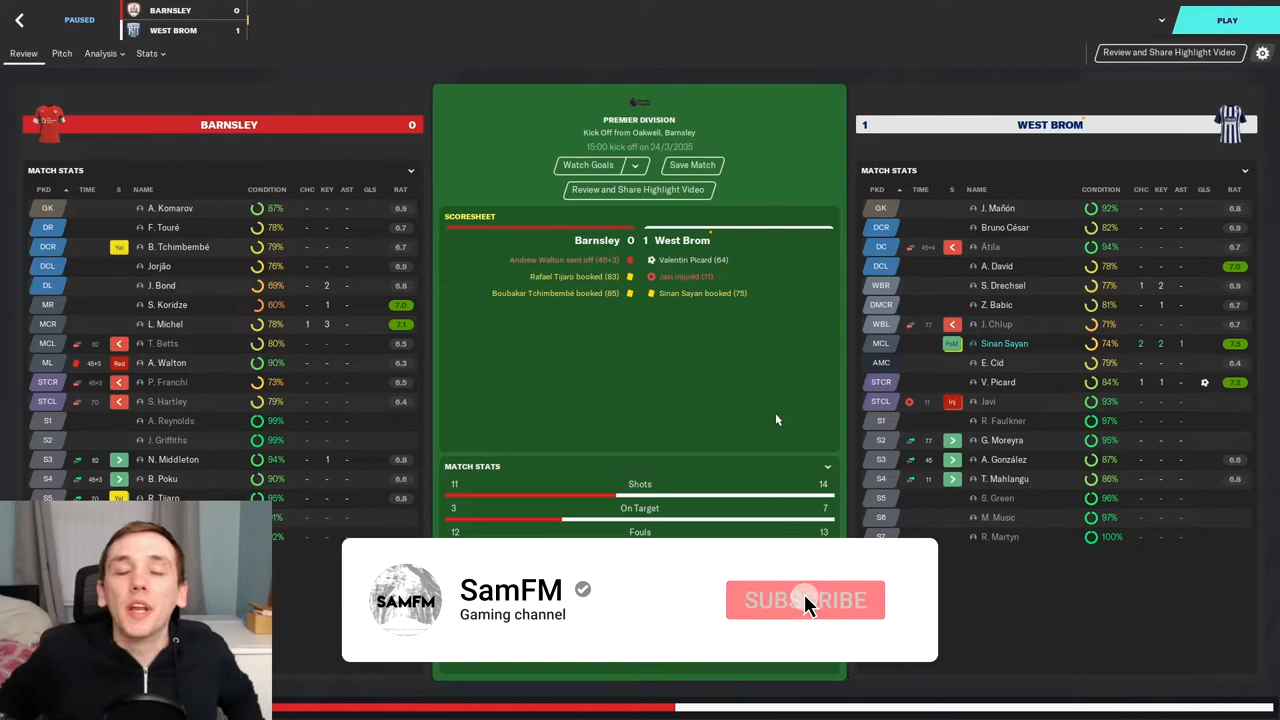 PAUSED
BARNSLEY 0
WEST BROM 1
PLAY
Review Pitch Analysis Stats
Review and Share Highlight Video
BARNSLEY 0
MATCH STATS
PKD TIME S NAME CONDITION CHC KEY AST GLS RAT
GK A. Komarov 87% - - - - 6.9
DR F. Touré 78% - - - - 6.7
DCR Yel B. Tchimbembé 79% - - - - 6.7
DCL Jorjão 76% - - - - 6.9
DL J. Bond 69% - 2 - - 6.8
MR S. Koridze 60% - 1 - - 7.0
MCR L. Michel 78% 1 3 - - 7.1
MCL 62 T. Betts 80% - - - - 6.5
ML 45+3 Red A. Walton 90% - - - - 6.3
STCR 45+3 P. Franchi 73% - - - - 6.5
STCL 70 S. Hartley 79% - - - - 6.4
S1 A. Reynolds 99%
S2 J. Griffiths 99%
S3 62 N. Middleton 94% - 1 - - 6.8
S4 45+3 B. Poku 90% - - - - 6.6
S5 70 Yel R. Tijaro 95% - - - - 6.8
PREMIER DIVISION
Kick Off from Oakwell, Barnsley
15:00 kick off on 24/3/2035
Watch Goals Save Match
Review and Share Highlight Video
SCORESHEET
Barnsley 0 1 West Brom
Andrew Walton sent off (45+3) Valentin Picard (64)
Rafael Tijaro booked (83) Javi injured (11)
Boubakar Tchimbembé booked (85) Sinan Sayan booked (75)
MATCH STATS
11 Shots 14
3 On Target 7
12 Fouls 13
1 WEST BROM
MATCH STATS
PKD TIME S NAME CONDITION CHC KEY AST GLS RAT
GK J. Mañón 92% - - - - 6.8
DCR Bruno César 82% - - - - 6.7
DC 45+4 Átila 94% - - - - 6.7
DCL A. David 78% - - - - 7.0
WBR S. Drechsel 77% 1 2 - - 6.9
DMCR Z. Babic 81% - 1 - - 6.7
WBL 77 J. Chlup 71% - - - - 6.7
MCL PoM Sinan Sayan 74% 2 2 1 - 7.5
AMC E. Cid 79% - - - - 6.4
STCR V. Picard 84% 1 1 - 7.2
STCL 11 Inj Javi 93% - - - -
S1 R. Faulkner 97%
S2 77 G. Moreyra 95% - - - -
S3 45 A. González 87% - - - - 6.6
S4 11 T. Mahlangu 86% - - - - 6.8
S5 S. Green 96%
S6 M. Music 97%
S7 R. Martyn 100%
SAMFM
SamFM
Gaming channel
SUBSCRIBE